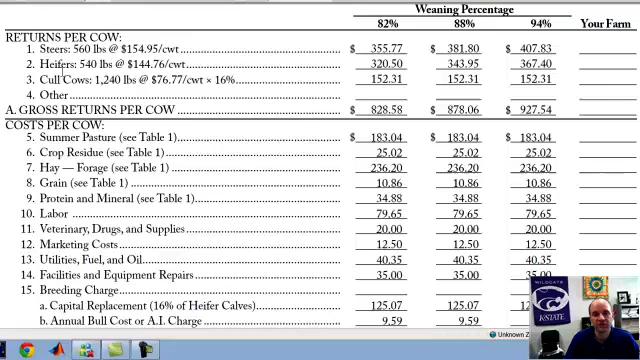 Weaning Percentage
82% 88% 94% Your Farm
RETURNS PER COW:
1. Steers: 560 lbs @ $154.95/cwt $ 355.77 $ 381.80 $ 407.83
2. Heifers: 540 lbs @ $144.76/cwt 320.50 343.95 367.40
3. Cull Cows: 1,240 lbs @ $76.77/cwt × 16% 152.31 152.31 152.31
4. Other
A. GROSS RETURNS PER COW $ 828.58 $ 878.06 $ 927.54
COSTS PER COW:
5. Summer Pasture (see Table 1) $ 183.04 $ 183.04 $ 183.04
6. Crop Residue (see Table 1) 25.02 25.02 25.02
7. Hay — Forage (see Table 1) 236.20 236.20 236.20
8. Grain (see Table 1) 10.86 10.86 10.86
9. Protein and Mineral (see Table 1) 34.88 34.88 34.88
10. Labor 79.65 79.65 79.65
11. Veterinary, Drugs, and Supplies 20.00 20.00 20.00
12. Marketing Costs 12.50 12.50 12.50
13. Utilities, Fuel, and Oil 40.35 40.35 40.35
14. Facilities and Equipment Repairs 35.00 35.00 35.00
15. Breeding Charge
a. Capital Replacement (16% of Heifer Calves) 125.07 125.07
b. Annual Bull Cost or A.I. Charge 9.59 9.59
WILDCATS
K-STATE
Unknown Z